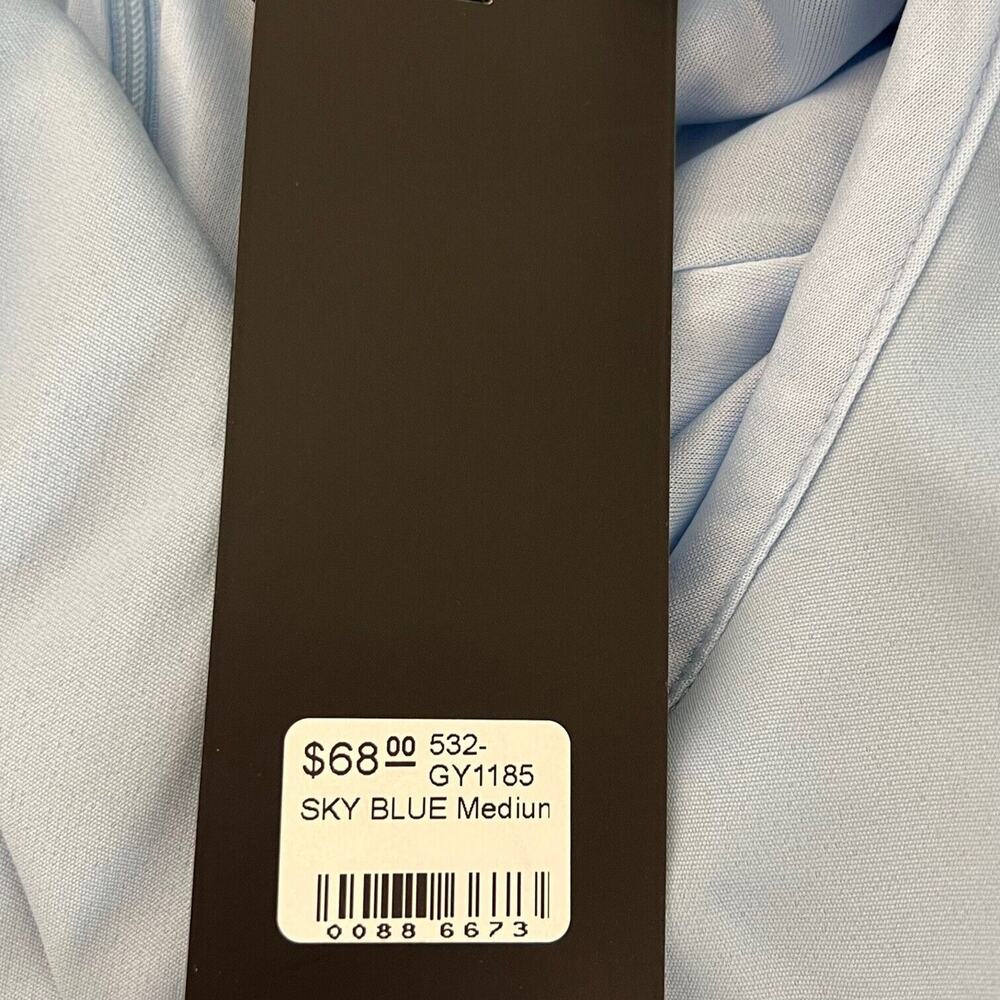 $68.00 532-
GY1185
SKY BLUE Mediun
0088 6673